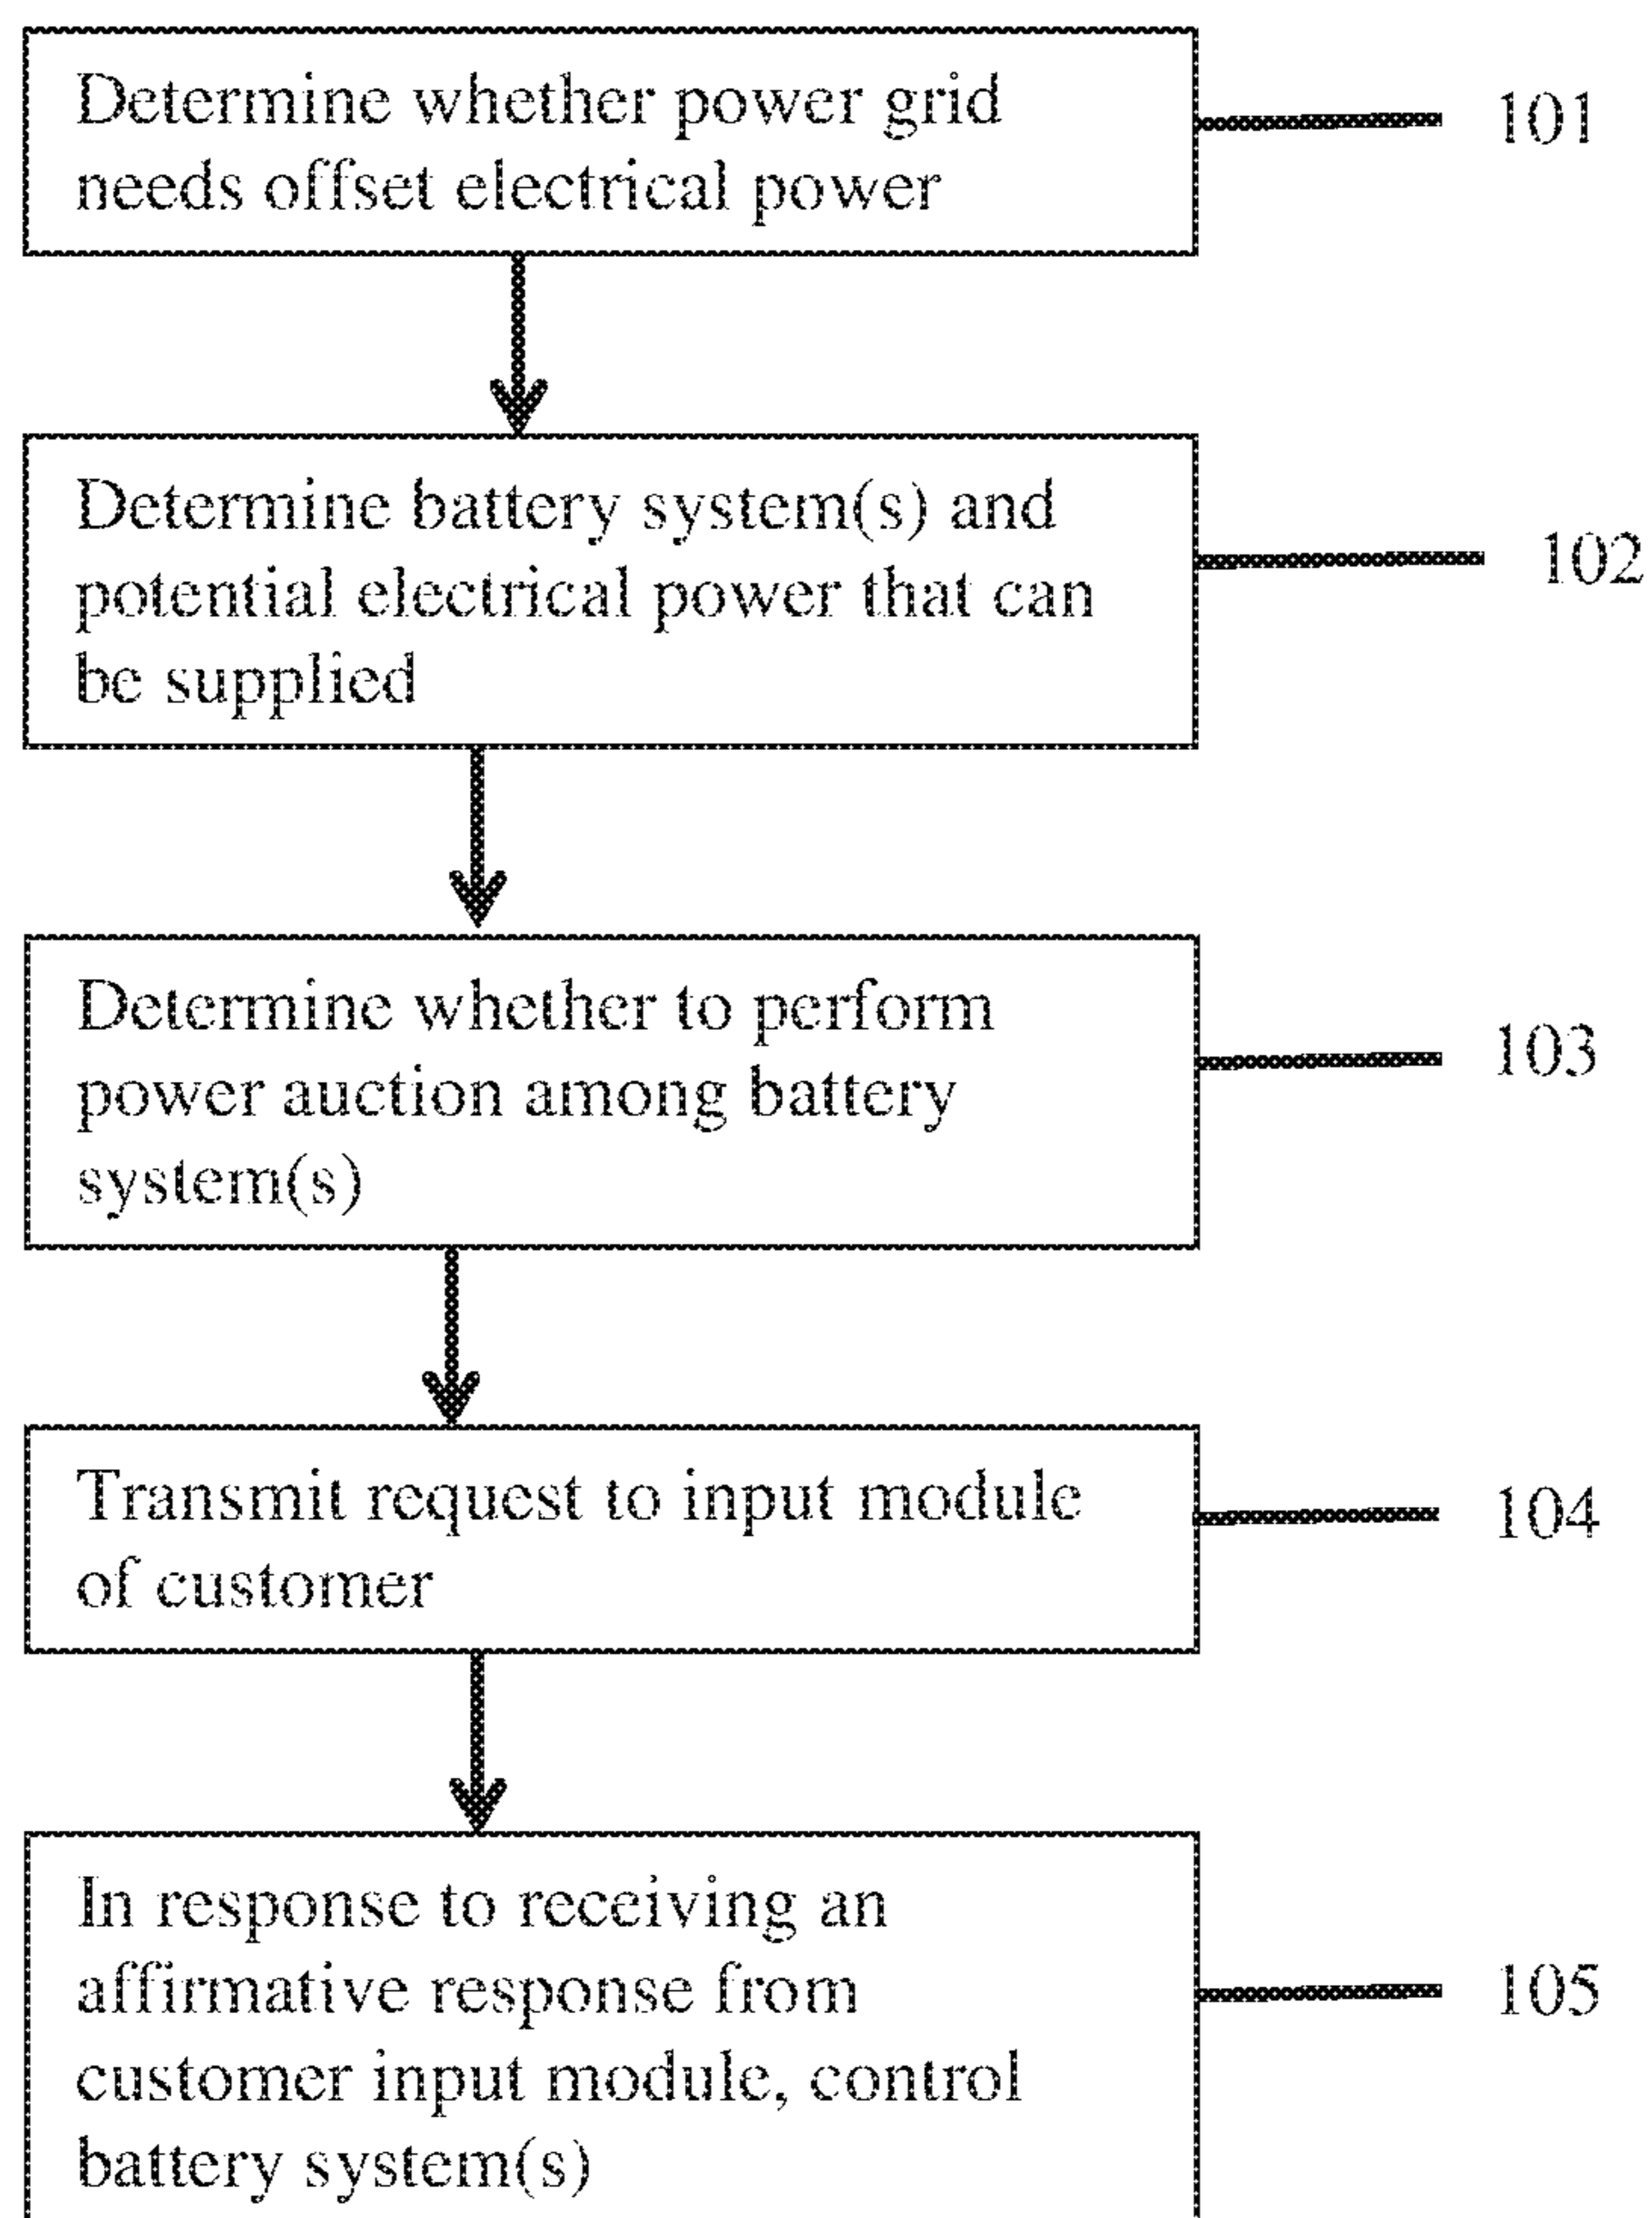 Determine whether power grid
needs offset electrical power
101
Determine battery system(s) and
potential electrical power that can
be supplied
102
Determine whether to perform
power auction among battery
system(s)
103
Transmit request to input module
of customer
104
In response to receiving an
affirmative response from
customer input module, control
battery system(s)
105